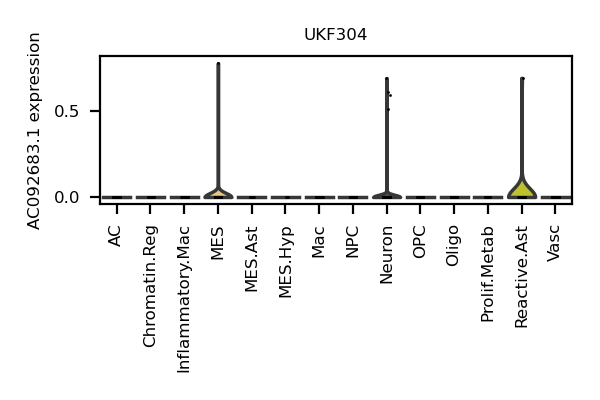 UKF304
AC092683.1 expression
0.5
0.0
AC
Chromatin.Reg
Inflammatory.Mac
MES
MES.Ast
MES.Hyp
Mac
NPC
Neuron
OPC
Oligo
Prolif.Metab
Reactive.Ast
Vasc